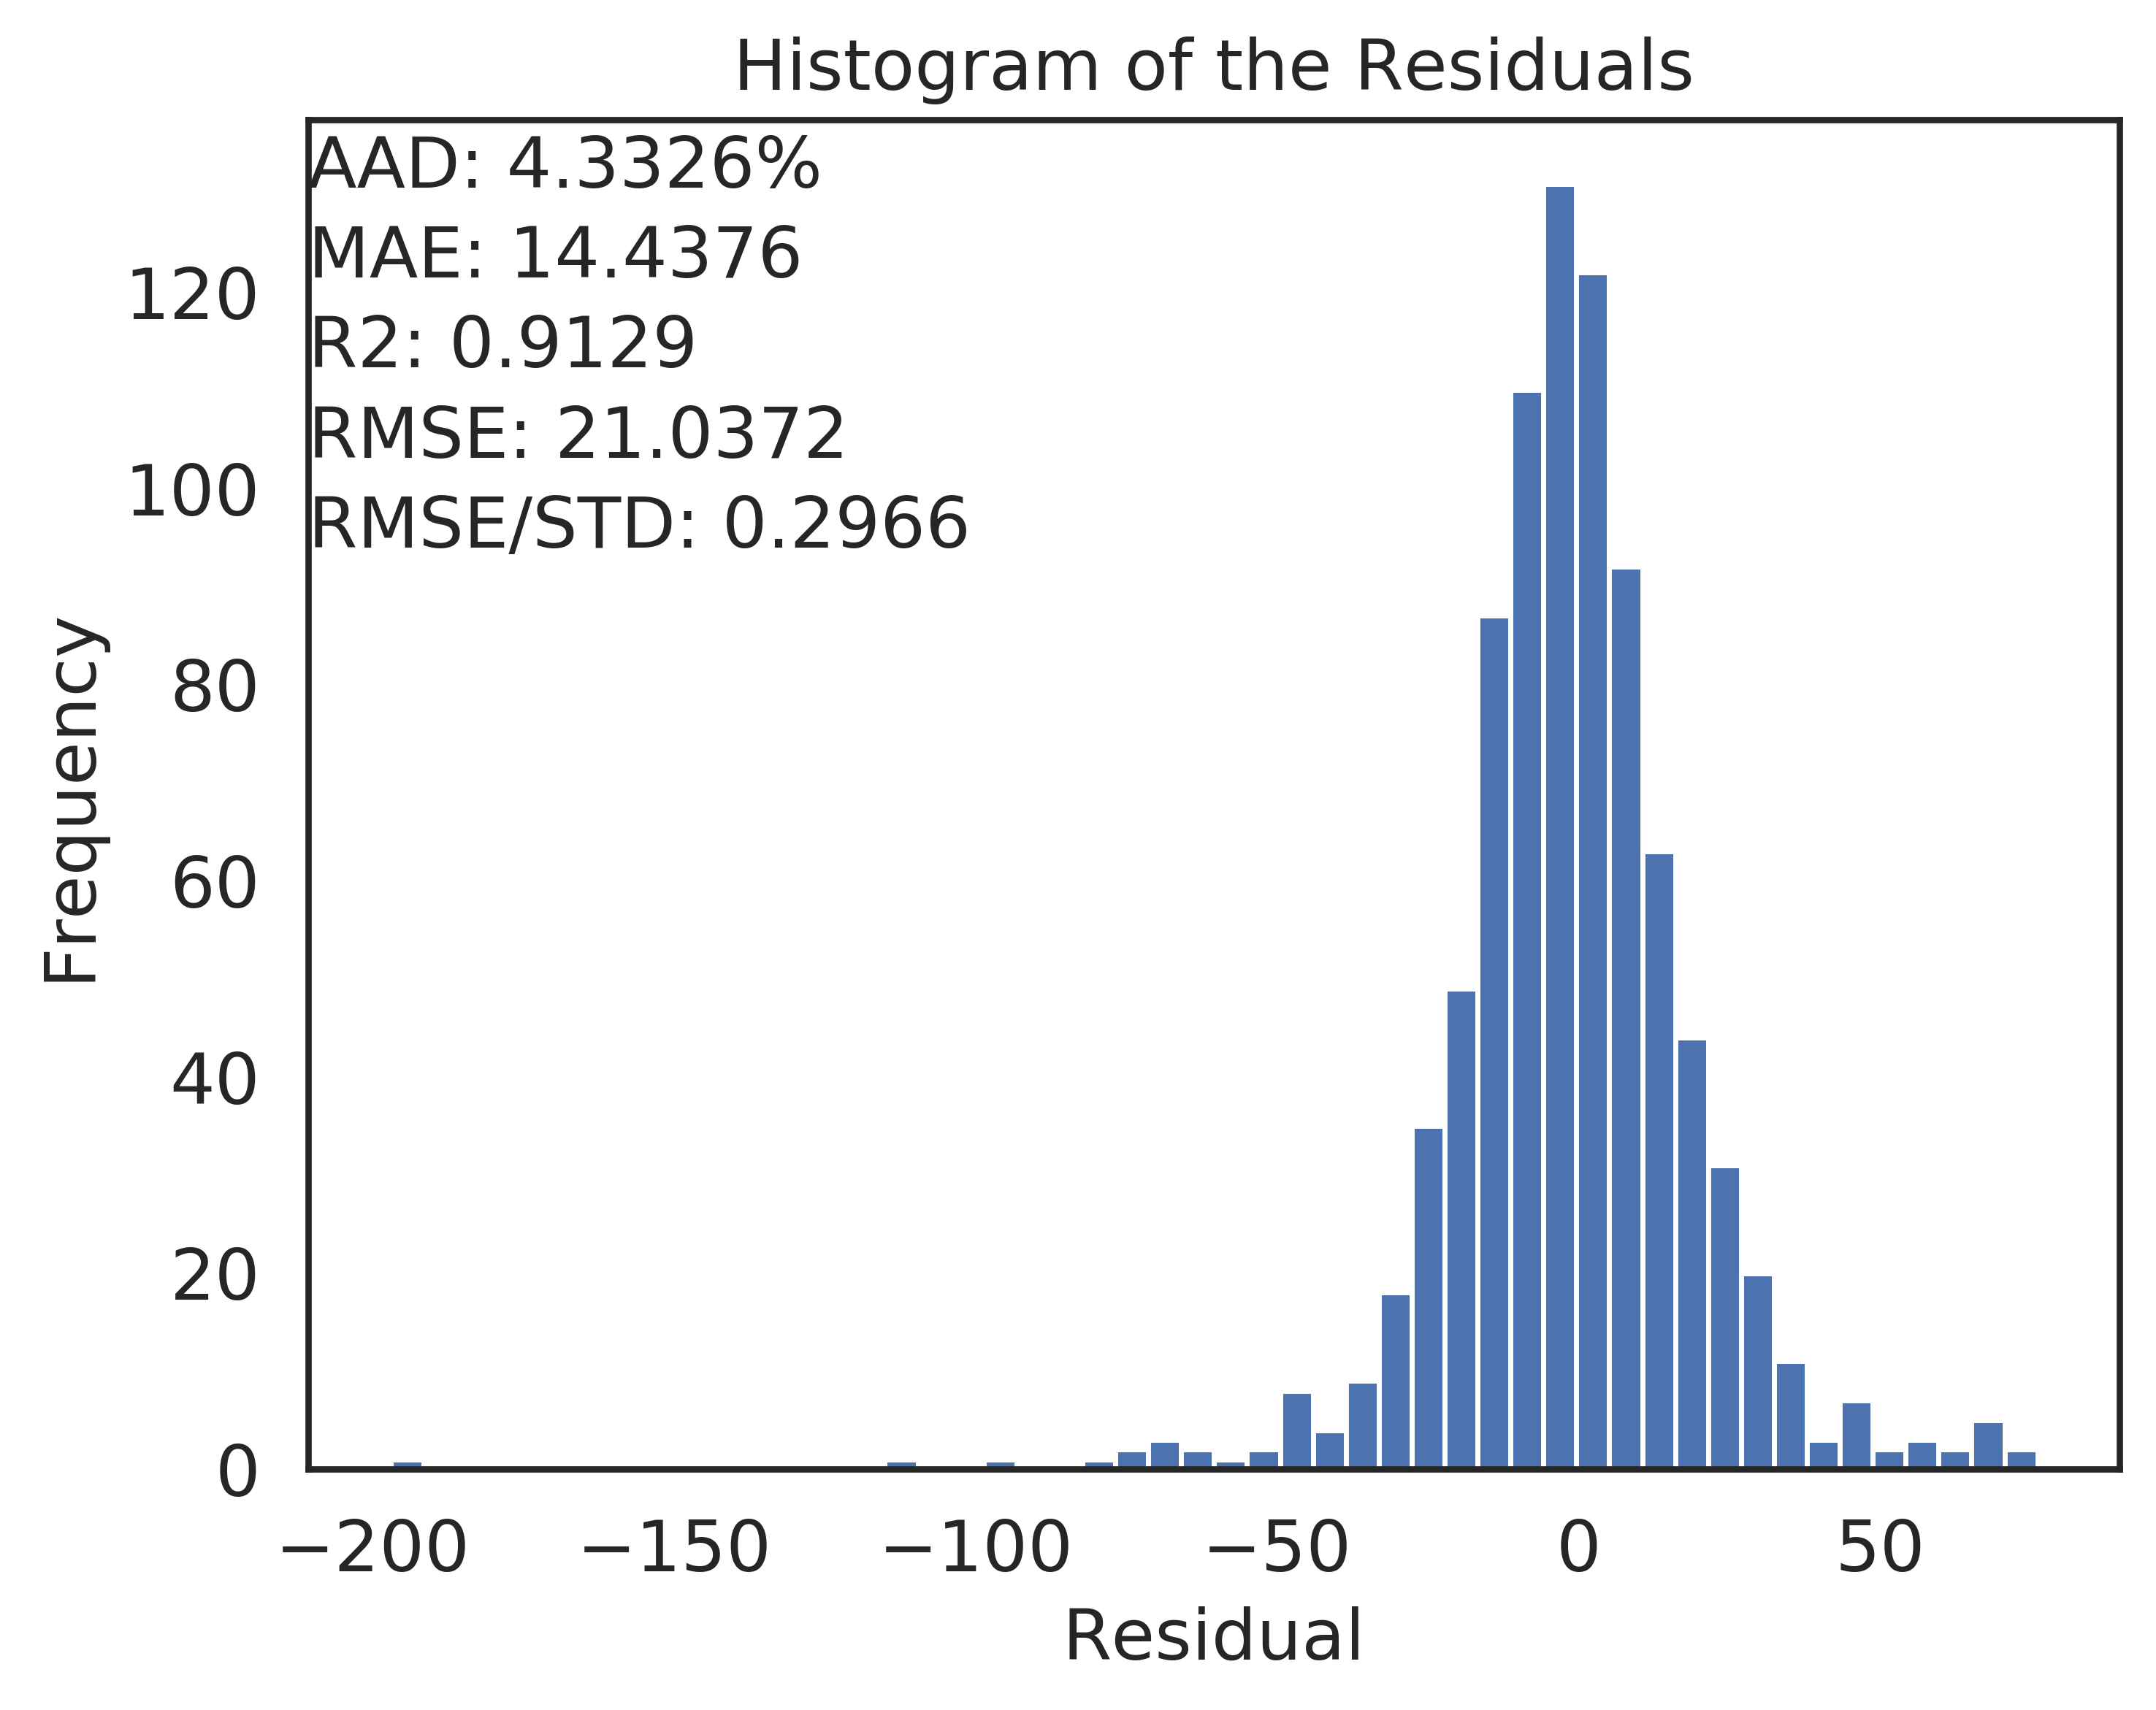 Histogram of the Residuals
AAD: 4.3326%
MAE: 14.4376
R2: 0.9129
RMSE: 21.0372
RMSE/STD: 0.2966
Frequency
120
100
80
60
40
20
0
−200 −150 −100 −50 0 50
Residual